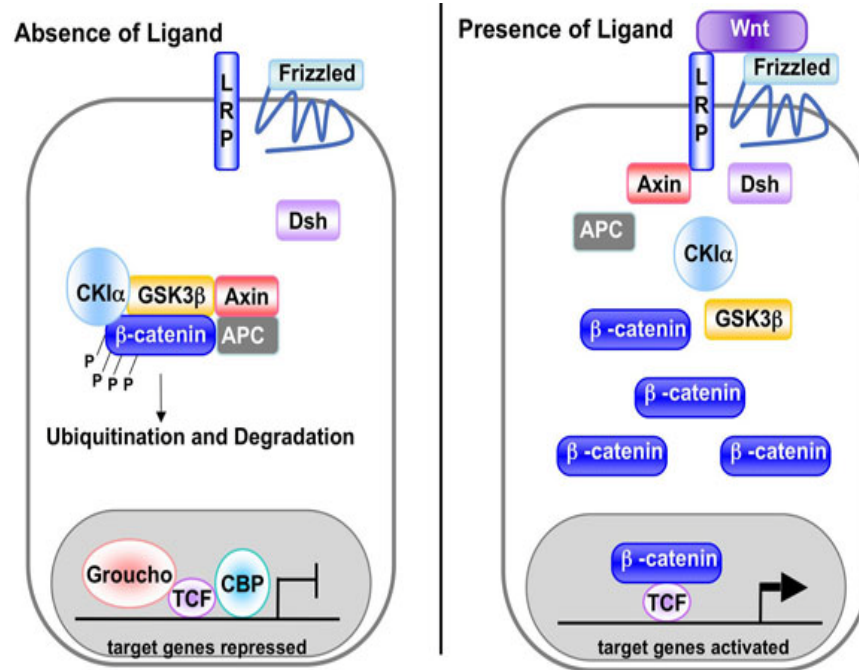 Absence of Ligand
LRP
Frizzled
Dsh
CKIα
GSK3β
Axin
β-catenin
APC
P
P
P
P
Ubiquitination and Degradation
Groucho
TCF
CBP
target genes repressed
Presence of Ligand
Wnt
LRP
Frizzled
Axin
Dsh
APC
CKIα
β -catenin
GSK3β
β -catenin
β -catenin
β -catenin
β -catenin
TCF
target genes activated